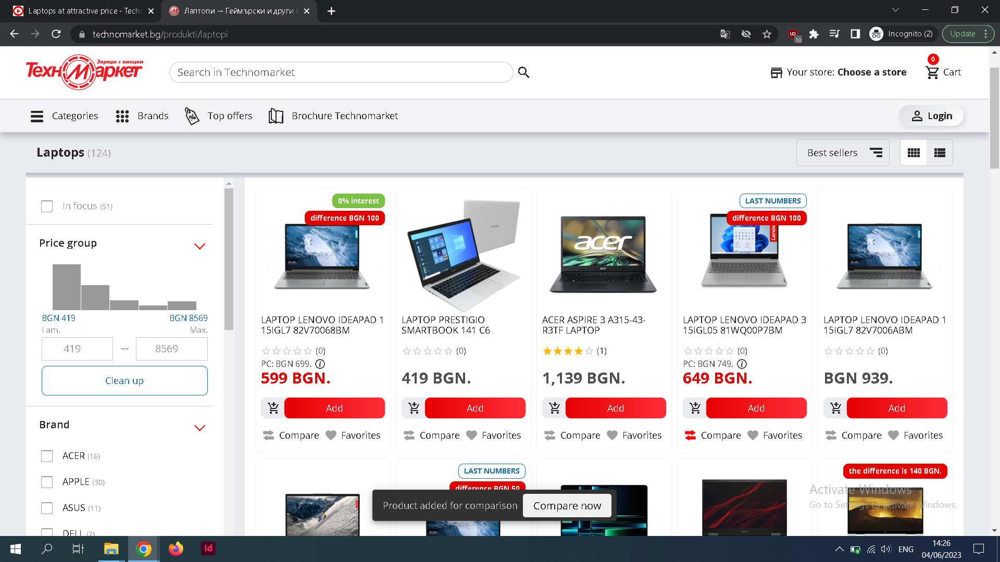 Laptops at attractive price - Techn
Лаптопи → Геймърски и други м
technomarket.bg/produkti/laptopi
10
Incognito (2)
Update
Зареди с емоции
ТехноМаркет
Search in Technomarket
Your store: Choose a store
0
Cart
Categories
Brands
Top offers
Brochure Technomarket
Login
Laptops (124)
Best sellers
In focus (51)
Price group
BGN 419
BGN 8569
I am.
Max.
419
8569
Clean up
Brand
ACER (16)
APPLE (30)
ASUS (11)
DELL (2)
0% interest
difference BGN 100
LAPTOP LENOVO IDEAPAD 1
15IGL7 82V70068BM
(0)
PC: BGN 699.
599 BGN.
Add
Compare
Favorites
LAPTOP PRESTIGIO
SMARTBOOK 141 C6
(0)
419 BGN.
Add
Compare
Favorites
acer
ACER ASPIRE 3 A315-43-
R3TF LAPTOP
(1)
1,139 BGN.
Add
Compare
Favorites
LAST NUMBERS
difference BGN 100
Lenovo
LAPTOP LENOVO IDEAPAD 3
15IGL05 81WQ00P7BM
(0)
PC: BGN 749.
649 BGN.
Add
Compare
Favorites
LAPTOP LENOVO IDEAPAD 1
15IGL7 82V7006ABM
(0)
BGN 939.
Add
Compare
Favorites
LAST NUMBERS
difference BGN 50
the difference is 140 BGN.
Product added for comparison
Compare now
Activate Windows
Go to Settings to activate Windows.
Id
ENG
14:26
04/06/2023